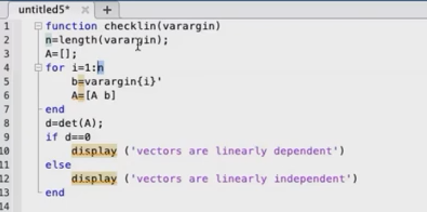 untitled5* × +
1 function checklin(varargin)
2 n=length(varargin);
3 A=[];
4 for i=1:n
5 b=varargin{i}'
6 A=[A b]
7 end
8 d=det(A);
9 if d==0
10 display ('vectors are linearly dependent')
11 else
12 display ('vectors are linearly independent')
13 end